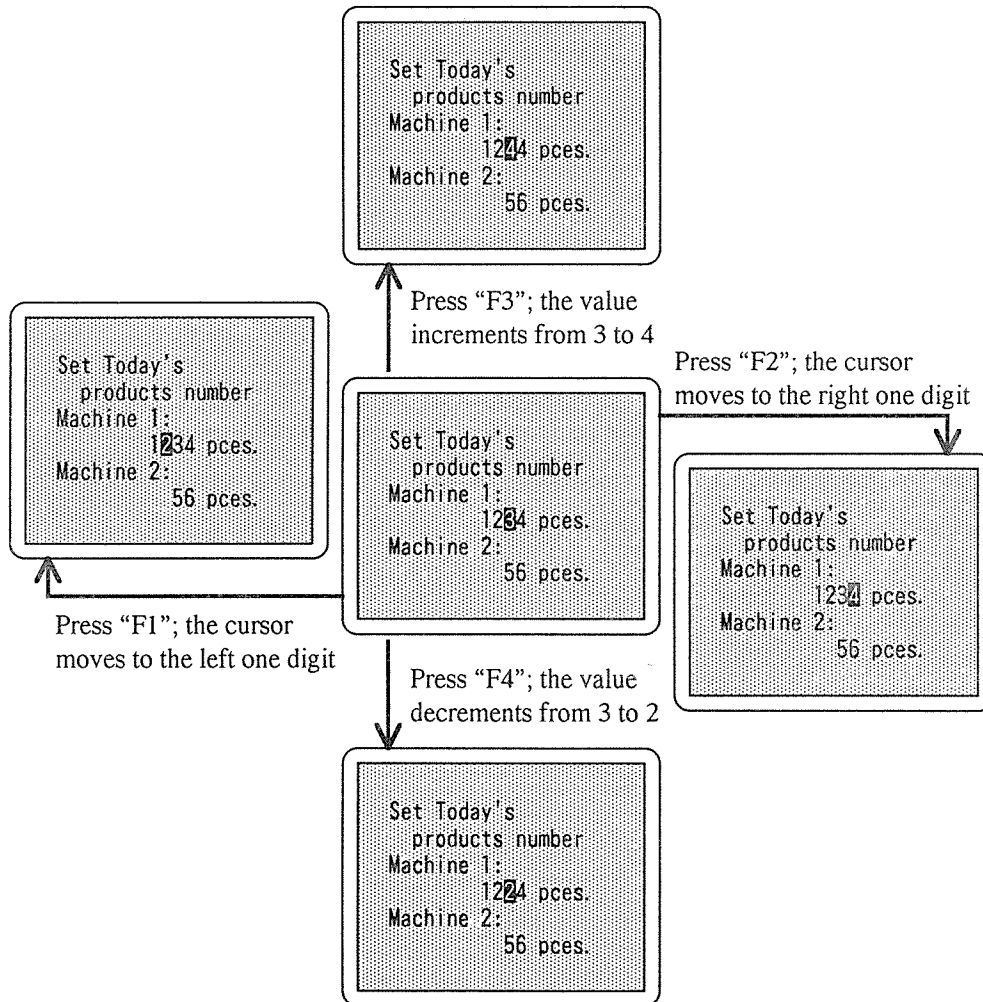 Set Today's
products number
Machine 1:
1244 pces.
Machine 2:
56 pces.
Press “F3”; the value
increments from 3 to 4
Set Today's
products number
Machine 1:
1234 pces.
Machine 2:
56 pces.
Press “F2”; the cursor
moves to the right one digit
Set Today's
products number
Machine 1:
1234 pces.
Machine 2:
56 pces.
Set Today's
products number
Machine 1:
1234 pces.
Machine 2:
56 pces.
Press “F1”; the cursor
moves to the left one digit
Press “F4”; the value
decrements from 3 to 2
Set Today's
products number
Machine 1:
1224 pces.
Machine 2:
56 pces.